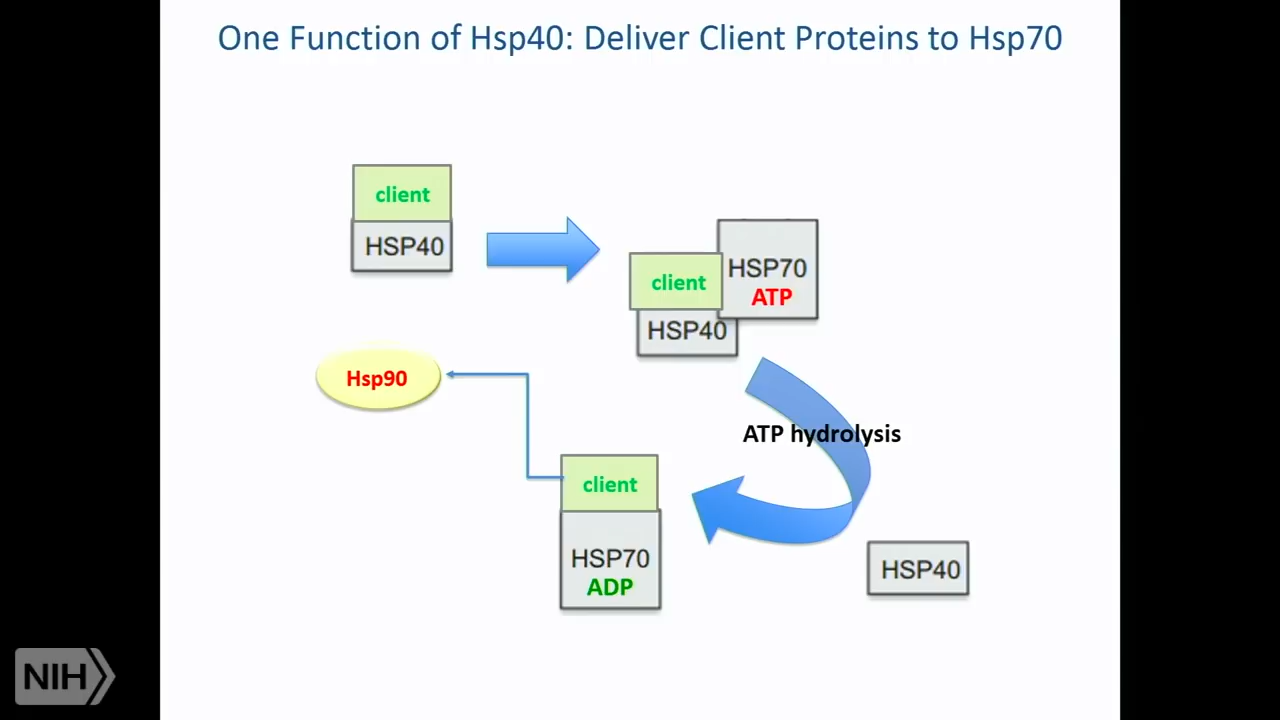 One Function of Hsp40: Deliver Client Proteins to Hsp70
client
HSP40
client
HSP40
HSP70
ATP
Hsp90
ATP hydrolysis
client
HSP70
ADP
HSP40
NIH